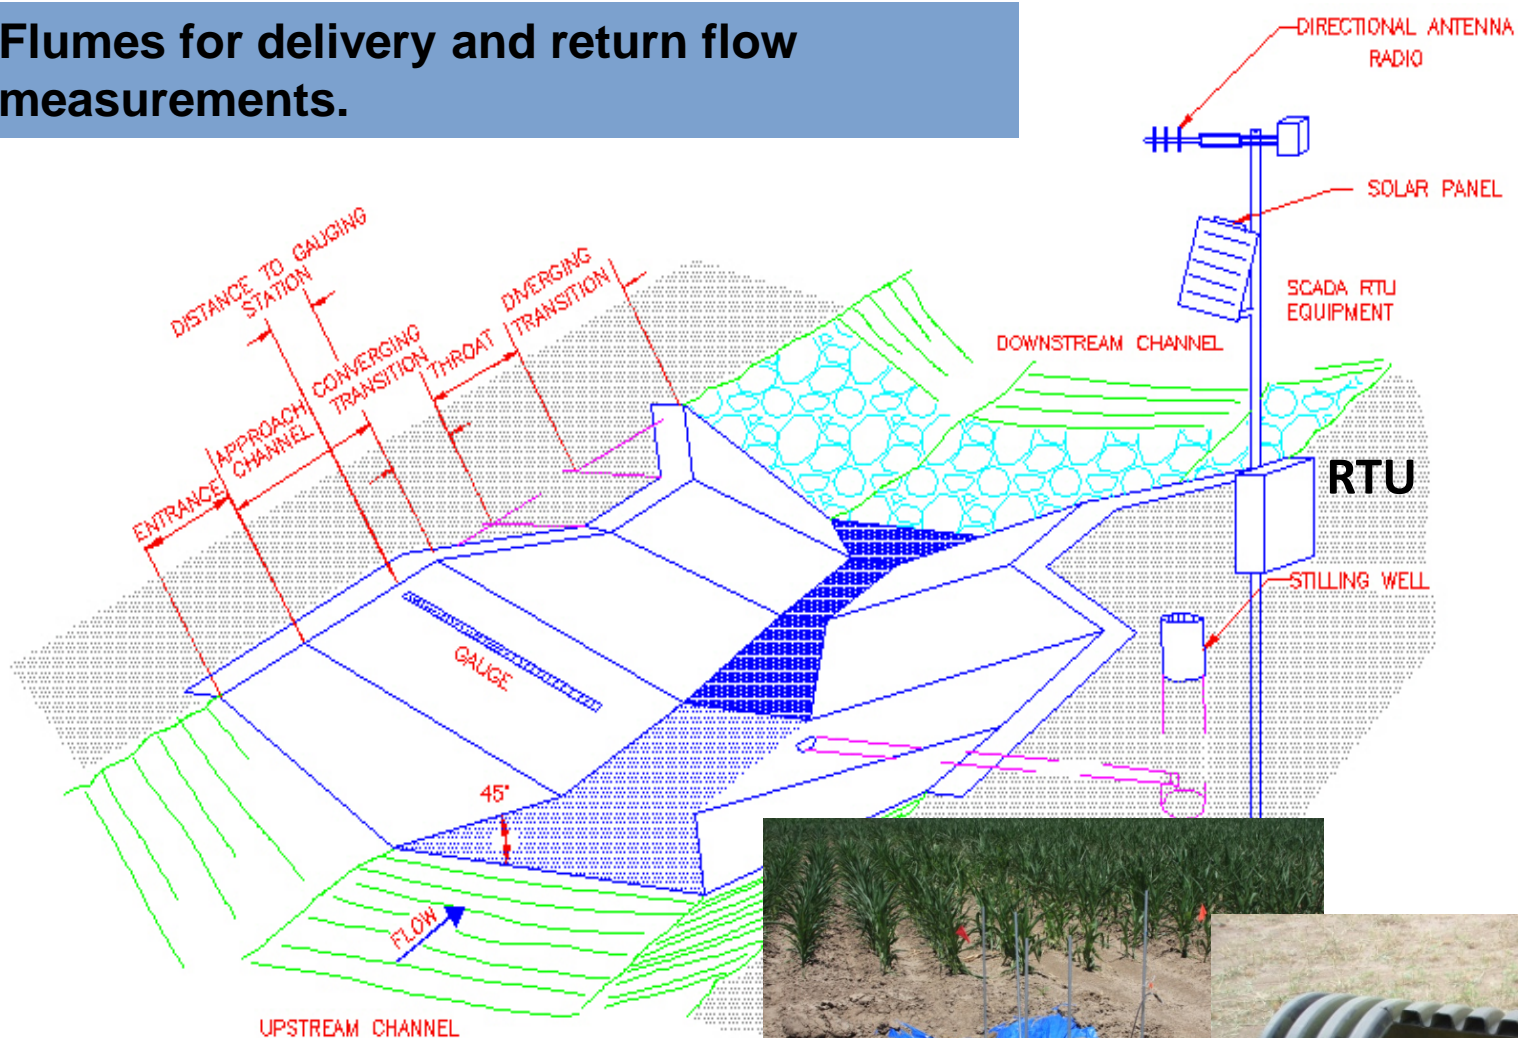 Flumes for delivery and return flow
measurements.
DIRECTIONAL ANTENNA
RADIO
SOLAR PANEL
SCADA RTU
EQUIPMENT
DISTANCE TO GAUGING
STATION
DIVERGING
TRANSITION
THROAT
CONVERGING
TRANSITION
APPROACH
CHANNEL
ENTRANCE
DOWNSTREAM CHANNEL
RTU
STILLING WELL
GAUGE
45°
FLOW
UPSTREAM CHANNEL